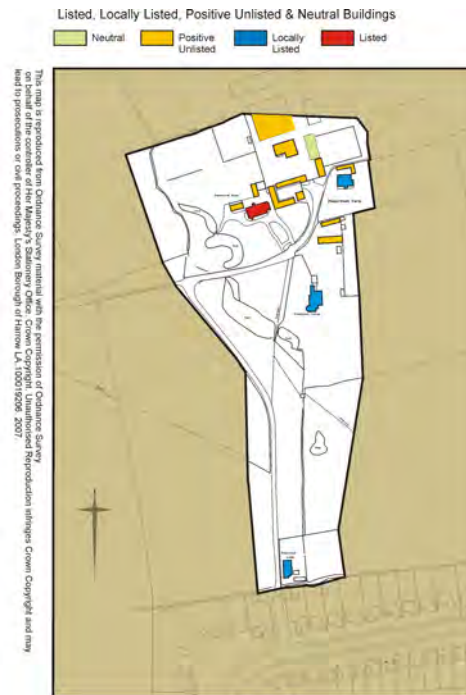 Listed, Locally Listed, Positive Unlisted & Neutral Buildings
Neutral
Positive
Unlisted
Locally
Listed
Listed
This map is reproduced from Ordnance Survey material with the permission of Ordnance Survey
on behalf of the controller of Her Majesty's Stationery Office. Crown Copyright. Unauthorised Reproduction infringes Crown Copyright and may
lead to prosecutions or civil proceedings. London Borough of Harrow LA.100019206. 2007.